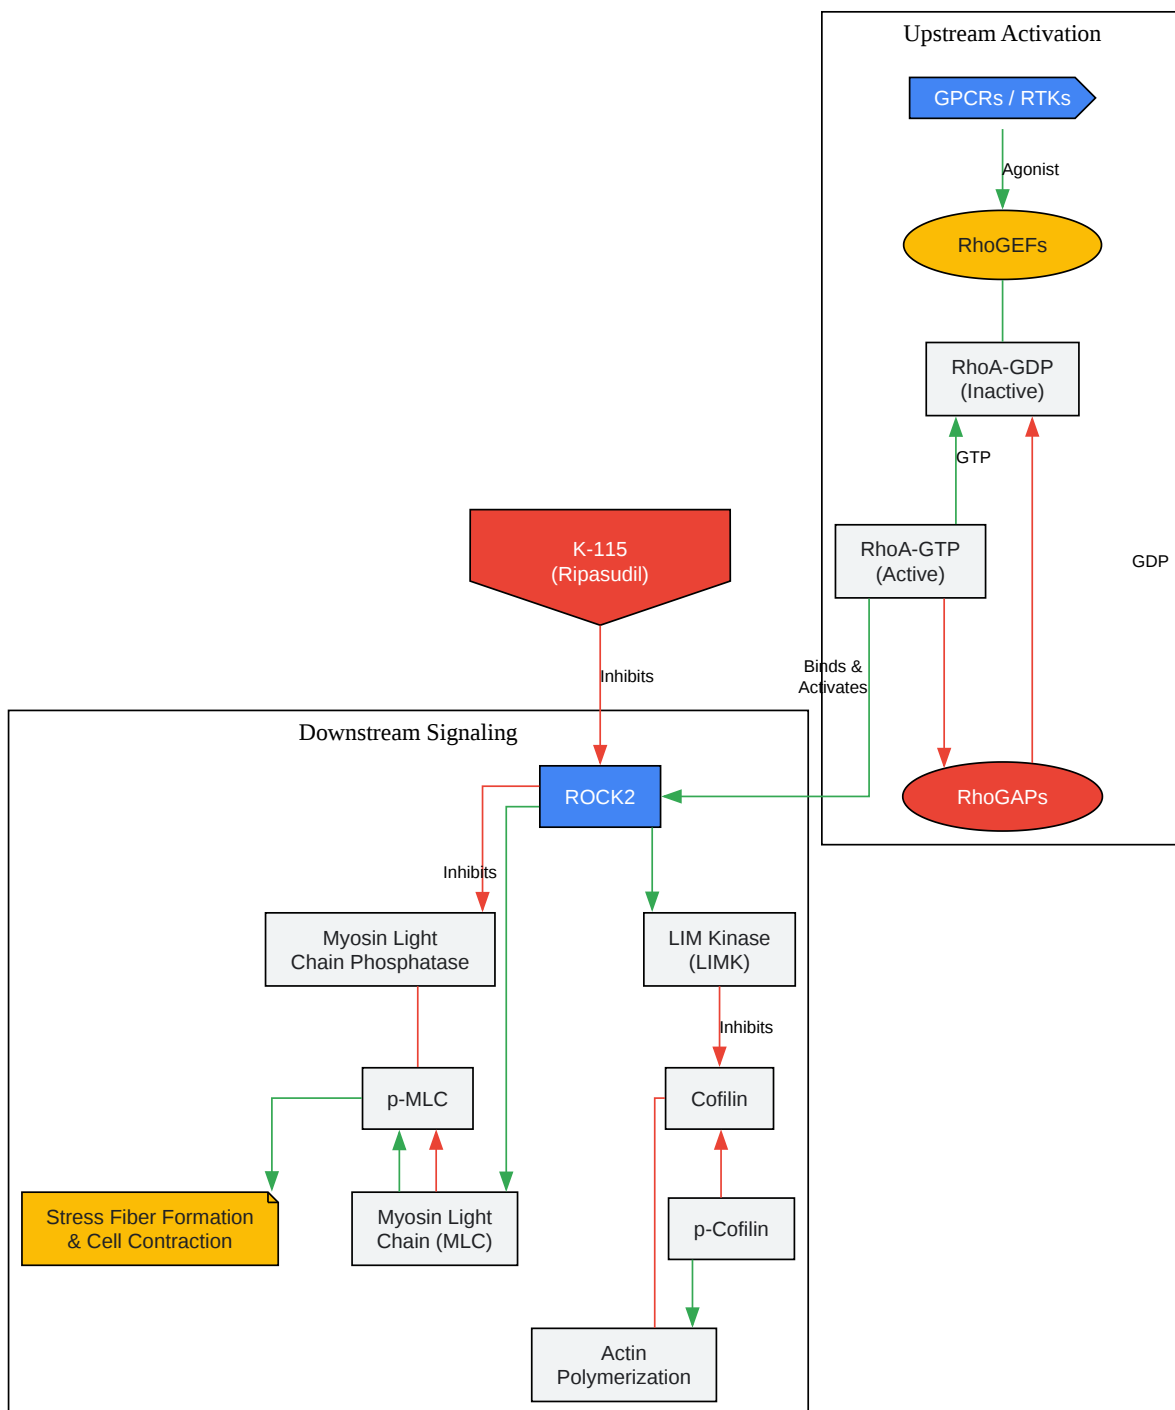 Upstream Activation
GPCRs / RTKs
Agonist
RhoGEFs
RhoA-GDP
(Inactive)
GTP
K-115
(Ripasudil)
RhoA-GTP
(Active)
GDP
Inhibits
Binds &
Activates
Downstream Signaling
ROCK2
RhoGAPs
Inhibits
Myosin Light
Chain Phosphatase
LIM Kinase
(LIMK)
Inhibits
p-MLC
Cofilin
Stress Fiber Formation
& Cell Contraction
Myosin Light
Chain (MLC)
p-Cofilin
Actin
Polymerization